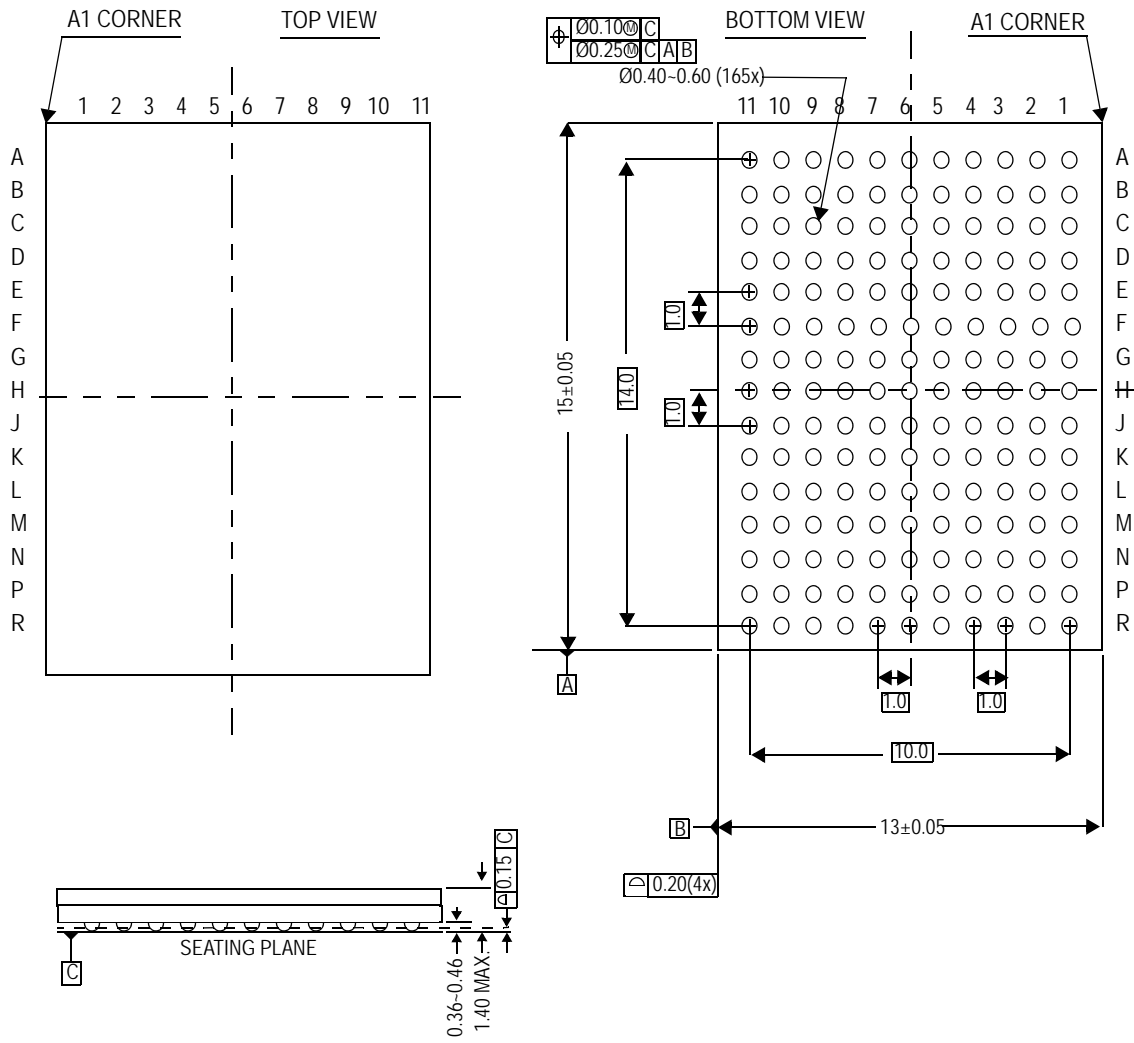 A1 CORNER
TOP VIEW
1 2 3 4 5 6 7 8 9 10 11
A
B
C
D
E
F
G
H
J
K
L
M
N
P
R
Ø0.10Ⓜ C
Ø0.25Ⓜ C A B
Ø0.40~0.60 (165x)
BOTTOM VIEW
A1 CORNER
11 10 9 8 7 6 5 4 3 2 1
A
B
C
D
E
F
G
H
J
K
L
M
N
P
R
1.0
1.0
14.0
15±0.05
A
1.0
1.0
10.0
B
13±0.05
0.20(4x)
0.15 C
SEATING PLANE
C
0.36~0.46
1.40 MAX.